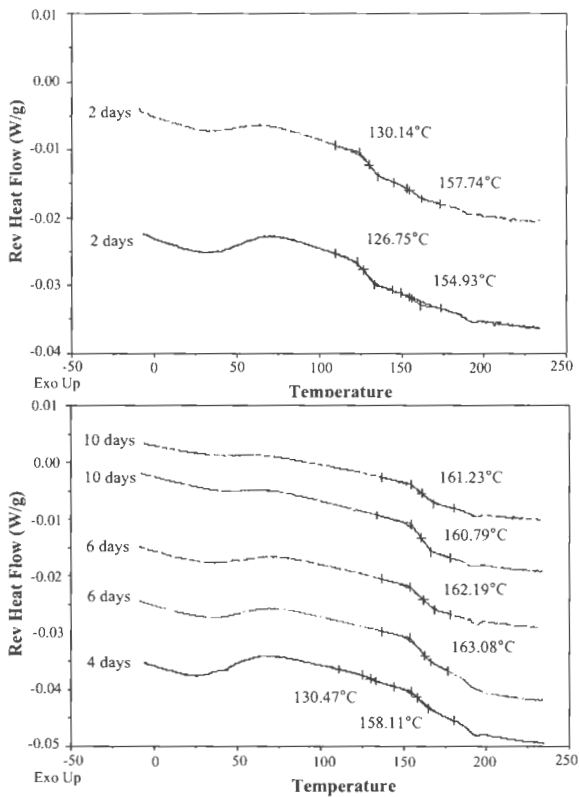 0.01
0.00
-0.01
-0.02
-0.03
-0.04
Rev Heat Flow (W/g)
2 days
130.14°C
157.74°C
2 days
126.75°C
154.93°C
-50
0
50
100
150
200
250
Exo Up
Temperature
0.01
0.00
-0.01
-0.02
-0.03
-0.04
-0.05
Rev Heat Flow (W/g)
10 days
161.23°C
10 days
160.79°C
6 days
162.19°C
6 days
163.08°C
4 days
130.47°C
158.11°C
-50
0
50
100
150
200
250
Exo Up
Temperature